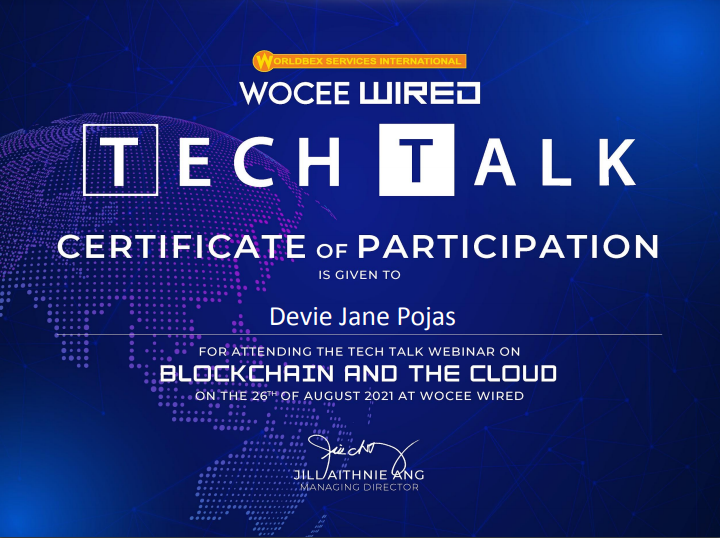 WORLDBEX SERVICES INTERNATIONAL
WOCEE WIRED
TECH TALK
CERTIFICATE OF PARTICIPATION
IS GIVEN TO
Devie Jane Pojas
FOR ATTENDING THE TECH TALK WEBINAR ON
BLOCKCHAIN AND THE CLOUD
ON THE 26TH OF AUGUST 2021 AT WOCEE WIRED
JILL AITHNIE ANG
MANAGING DIRECTOR